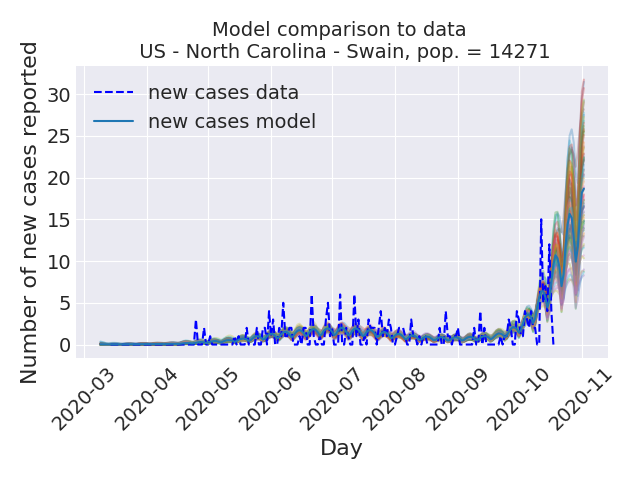 Model comparison to data
US - North Carolina - Swain, pop. = 14271
Number of new cases reported
30
25
20
15
10
5
0
new cases data
new cases model
2020-03
2020-04
2020-05
2020-06
2020-07
2020-08
2020-09
2020-10
2020-11
Day